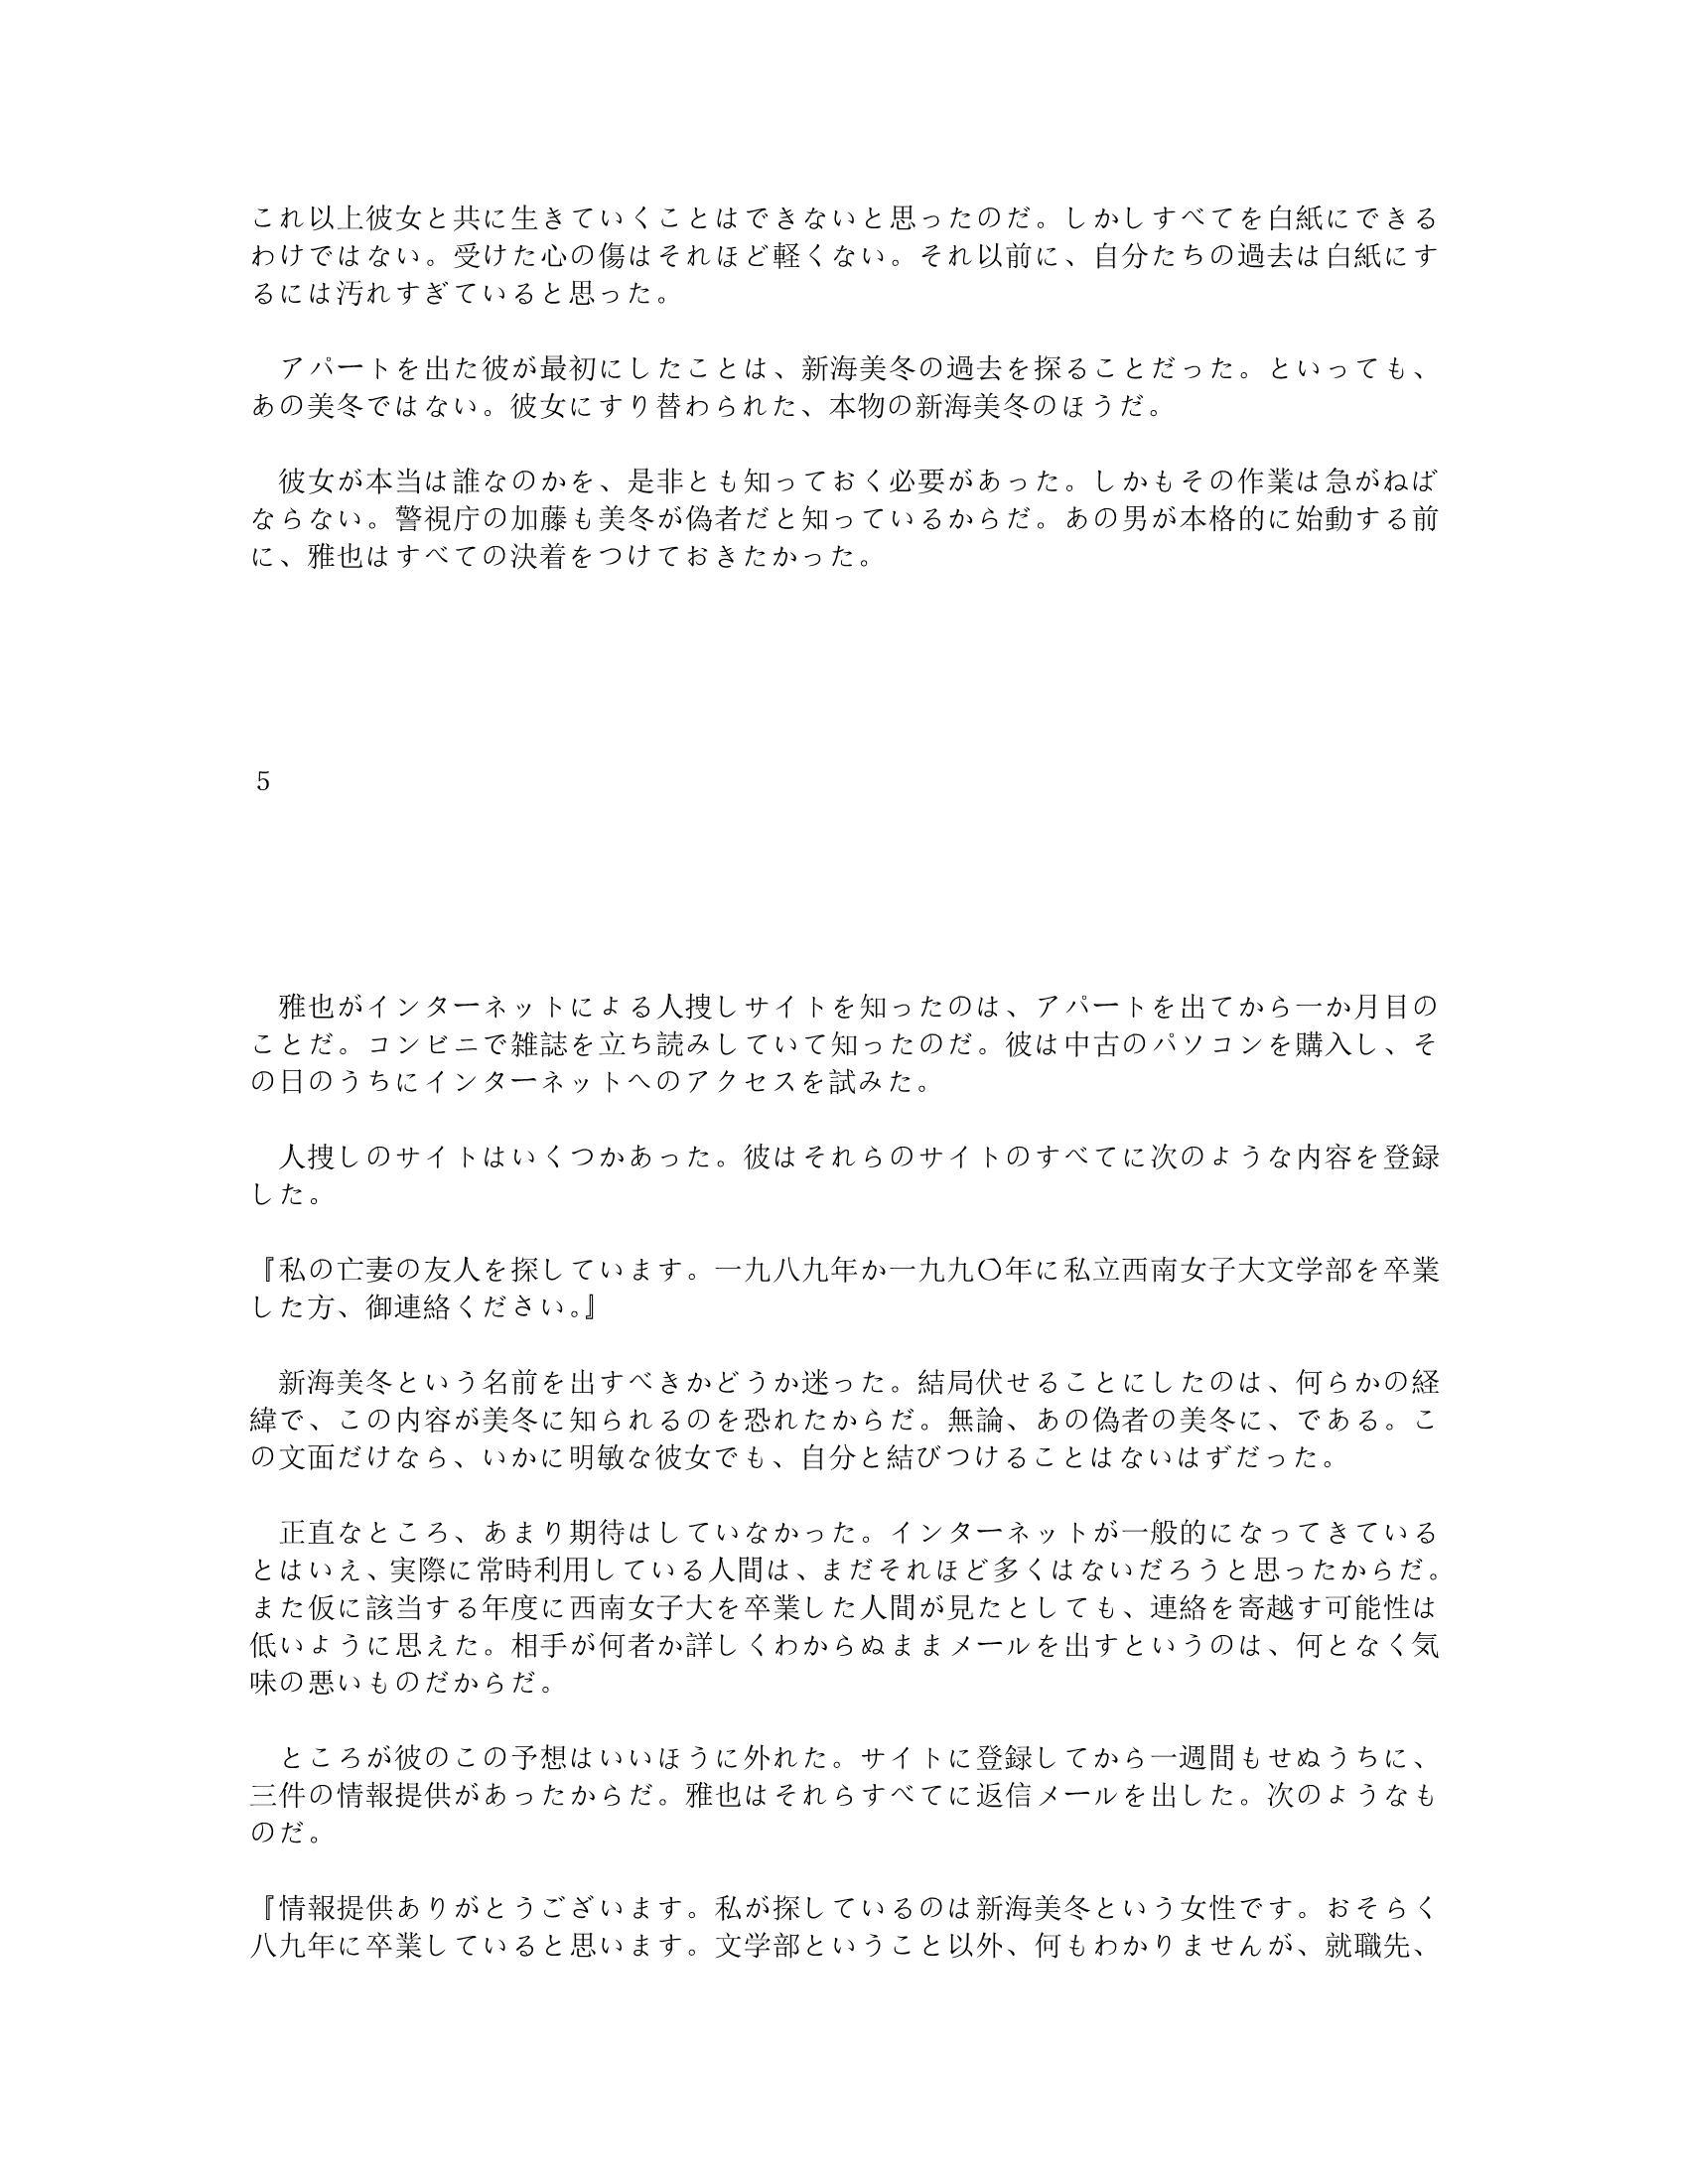 これ以上彼女と共に生きていくことはできないと思ったのだ。しかしすべてを白紙にできる
わけではない。受けた心の傷はそれほど軽くない。それ以前に、自分たちの過去は白紙にす
るには汚れすぎていると思った。
　アパートを出た彼が最初にしたことは、新海美冬の過去を探ることだった。といっても、
あの美冬ではない。彼女にすり替わられた、本物の新海美冬のほうだ。
　彼女が本当は誰なのかを、是非とも知っておく必要があった。しかもその作業は急がねば
ならない。警視庁の加藤も美冬が偽者だと知っているからだ。あの男が本格的に始動する前
に、雅也はすべての決着をつけておきたかった。
５
　雅也がインターネットによる人捜しサイトを知ったのは、アパートを出てから一か月目の
ことだ。コンビニで雑誌を立ち読みしていて知ったのだ。彼は中古のパソコンを購入し、そ
の日のうちにインターネットへのアクセスを試みた。
　人捜しのサイトはいくつかあった。彼はそれらのサイトのすべてに次のような内容を登録
した。
『私の亡妻の友人を探しています。一九八九年か一九九〇年に私立西南女子大文学部を卒業
した方、御連絡ください。』
　新海美冬という名前を出すべきかどうか迷った。結局伏せることにしたのは、何らかの経
緯で、この内容が美冬に知られるのを恐れたからだ。無論、あの偽者の美冬に、である。こ
の文面だけなら、いかに明敏な彼女でも、自分と結びつけることはないはずだった。
　正直なところ、あまり期待はしていなかった。インターネットが一般的になってきている
とはいえ、実際に常時利用している人間は、まだそれほど多くはないだろうと思ったからだ。
また仮に該当する年度に西南女子大を卒業した人間が見たとしても、連絡を寄越す可能性は
低いように思えた。相手が何者か詳しくわからぬままメールを出すというのは、何となく気
味の悪いものだからだ。
　ところが彼のこの予想はいいほうに外れた。サイトに登録してから一週間もせぬうちに、
三件の情報提供があったからだ。雅也はそれらすべてに返信メールを出した。次のようなも
のだ。
『情報提供ありがとうございます。私が探しているのは新海美冬という女性です。おそらく
八九年に卒業していると思います。文学部ということ以外、何もわかりませんが、就職先、